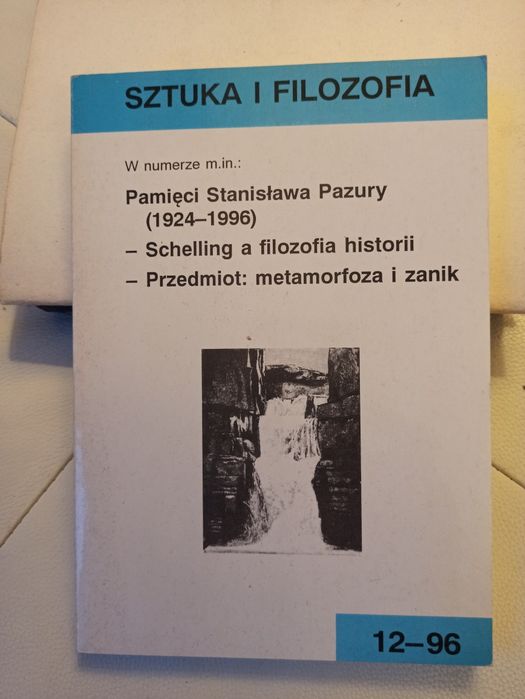 SZTUKA I FILOZOFIA
W numerze m.in.:
Pamięci Stanisława Pazury
(1924–1996)
– Schelling a filozofia historii
– Przedmiot: metamorfoza i zanik
12–96